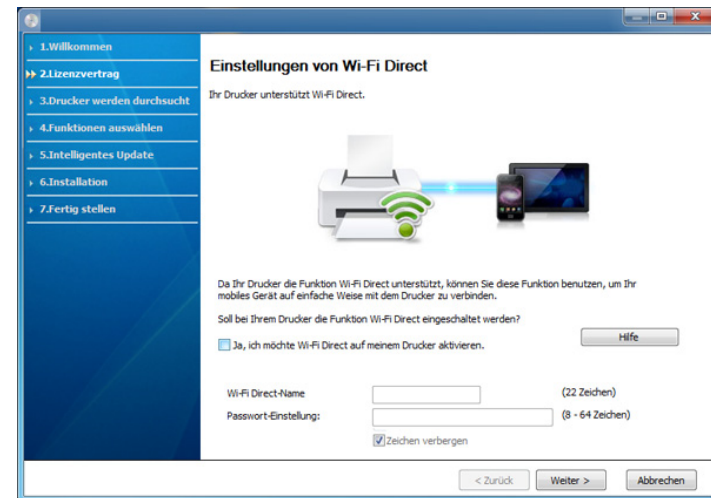 1.Willkommen
2.Lizenzvertrag
3.Drucker werden durchsucht
4.Funktionen auswählen
5.Intelligentes Update
6.Installation
7.Fertig stellen
Einstellungen von Wi-Fi Direct
Ihr Drucker unterstützt Wi-Fi Direct.
Da Ihr Drucker die Funktion Wi-Fi Direct unterstützt, können Sie diese Funktion benutzen, um Ihr
mobiles Gerät auf einfache Weise mit dem Drucker zu verbinden.
Soll bei Ihrem Drucker die Funktion Wi-Fi Direct eingeschaltet werden?
Hilfe
Ja, ich möchte Wi-Fi Direct auf meinem Drucker aktivieren.
Wi-Fi Direct-Name (22 Zeichen)
Passwort-Einstellung: (8 - 64 Zeichen)
Zeichen verbergen
< Zurück Weiter > Abbrechen